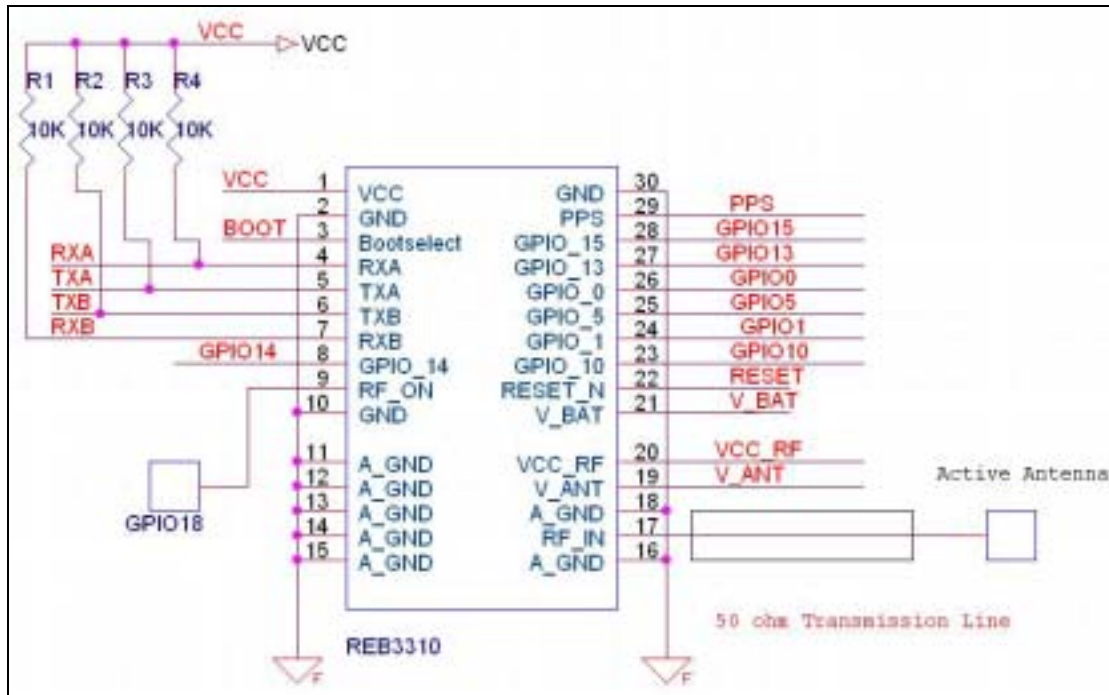 VCC
VCC
R1 R2 R3 R4
10K 10K 10K 10K
VCC
BOOT
RXA
TXA
TXB
RXB
GPIO14
GPIO18
1 VCC
2 GND
3 Bootselect
4 RXA
5 TXA
6 TXB
7 RXB
8 GPIO_14
9 RF_ON
10 GND
11 A_GND
12 A_GND
13 A_GND
14 A_GND
15 A_GND
GND 30
PPS 29 PPS
GPIO_15 28 GPIO15
GPIO_13 27 GPIO13
GPIO_0 26 GPIO0
GPIO_5 25 GPIO5
GPIO_1 24 GPIO1
GPIO_10 23 GPIO10
RESET_N 22 RESET
V_BAT 21 V_BAT
VCC_RF 20 VCC_RF
V_ANT 19 V_ANT
A_GND 18
RF_IN 17
A_GND 16
Active Antenna
50 ohm Transmission Line
REB3310
F
F